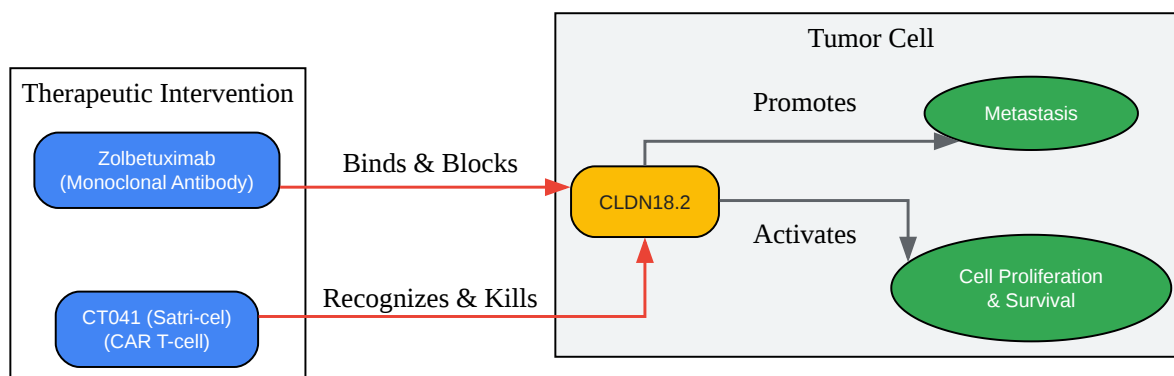 Therapeutic Intervention
Zolbetuximab
(Monoclonal Antibody)
CT041 (Satri-cel)
(CAR T-cell)
Binds & Blocks
Recognizes & Kills
Tumor Cell
CLDN18.2
Promotes
Activates
Metastasis
Cell Proliferation
& Survival